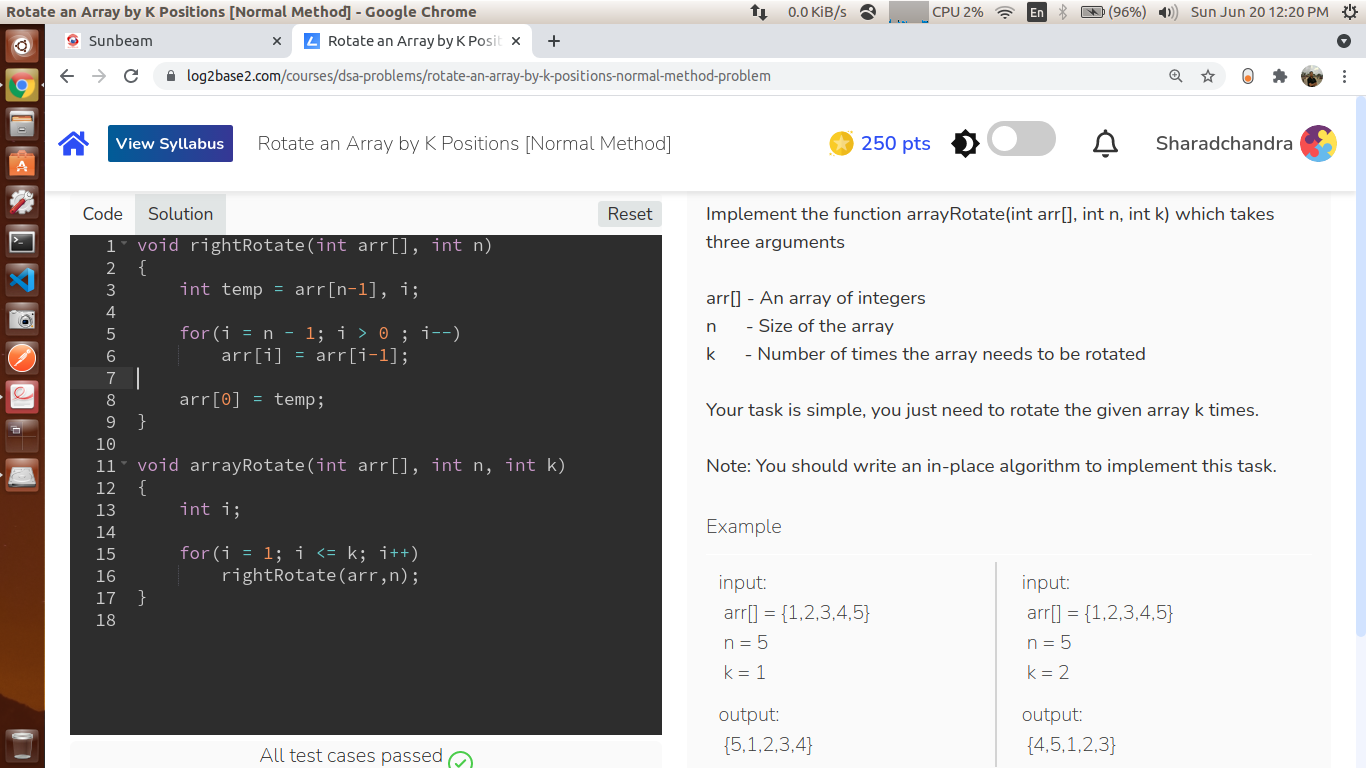 Rotate an Array by K Positions [Normal Method] - Google Chrome 0.0 KiB/s CPU 2% En (96%) Sun Jun 20 12:20 PM
Sunbeam × Rotate an Array by K Posit × +
log2base2.com/courses/dsa-problems/rotate-an-array-by-k-positions-normal-method-problem
View Syllabus Rotate an Array by K Positions [Normal Method] 250 pts Sharadchandra
Code Solution Reset
1 void rightRotate(int arr[], int n)
2 {
3 int temp = arr[n-1], i;
4
5 for(i = n - 1; i > 0 ; i--)
6 arr[i] = arr[i-1];
7
8 arr[0] = temp;
9 }
10
11 void arrayRotate(int arr[], int n, int k)
12 {
13 int i;
14
15 for(i = 1; i <= k; i++)
16 rightRotate(arr,n);
17 }
18
All test cases passed
Implement the function arrayRotate(int arr[], int n, int k) which takes
three arguments
arr[] - An array of integers
n - Size of the array
k - Number of times the array needs to be rotated
Your task is simple, you just need to rotate the given array k times.
Note: You should write an in-place algorithm to implement this task.
Example
input:
arr[] = {1,2,3,4,5}
n = 5
k = 1
output:
{5,1,2,3,4}
input:
arr[] = {1,2,3,4,5}
n = 5
k = 2
output:
{4,5,1,2,3}